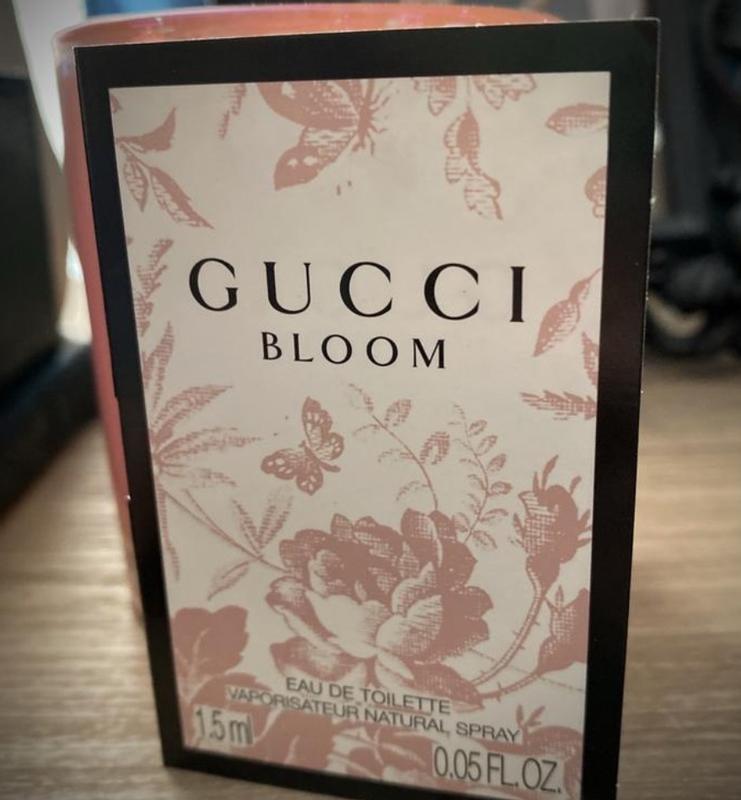 GUCCI
BLOOM
EAU DE TOILETTE
VAPORISATEUR NATURAL SPRAY
1.5 ml
0.05 FL.OZ.